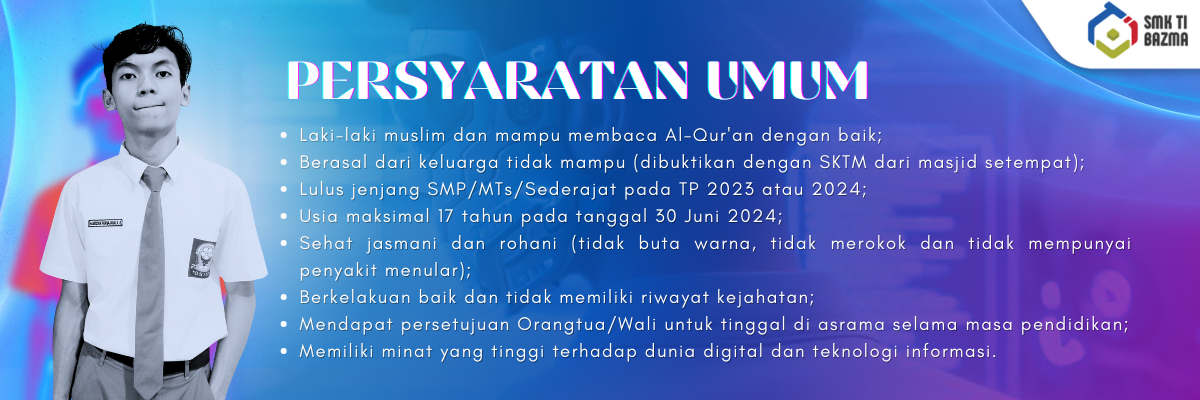 SMK TI
BAZMA
PERSYARATAN UMUM
• Laki-laki muslim dan mampu membaca Al-Qur'an dengan baik;
• Berasal dari keluarga tidak mampu (dibuktikan dengan SKTM dari masjid setempat);
• Lulus jenjang SMP/MTs/Sederajat pada TP 2023 atau 2024;
• Usia maksimal 17 tahun pada tanggal 30 Juni 2024;
• Sehat jasmani dan rohani (tidak buta warna, tidak merokok dan tidak mempunyai
penyakit menular);
• Berkelakuan baik dan tidak memiliki riwayat kejahatan;
• Mendapat persetujuan Orangtua/Wali untuk tinggal di asrama selama masa pendidikan;
• Memiliki minat yang tinggi terhadap dunia digital dan teknologi informasi.